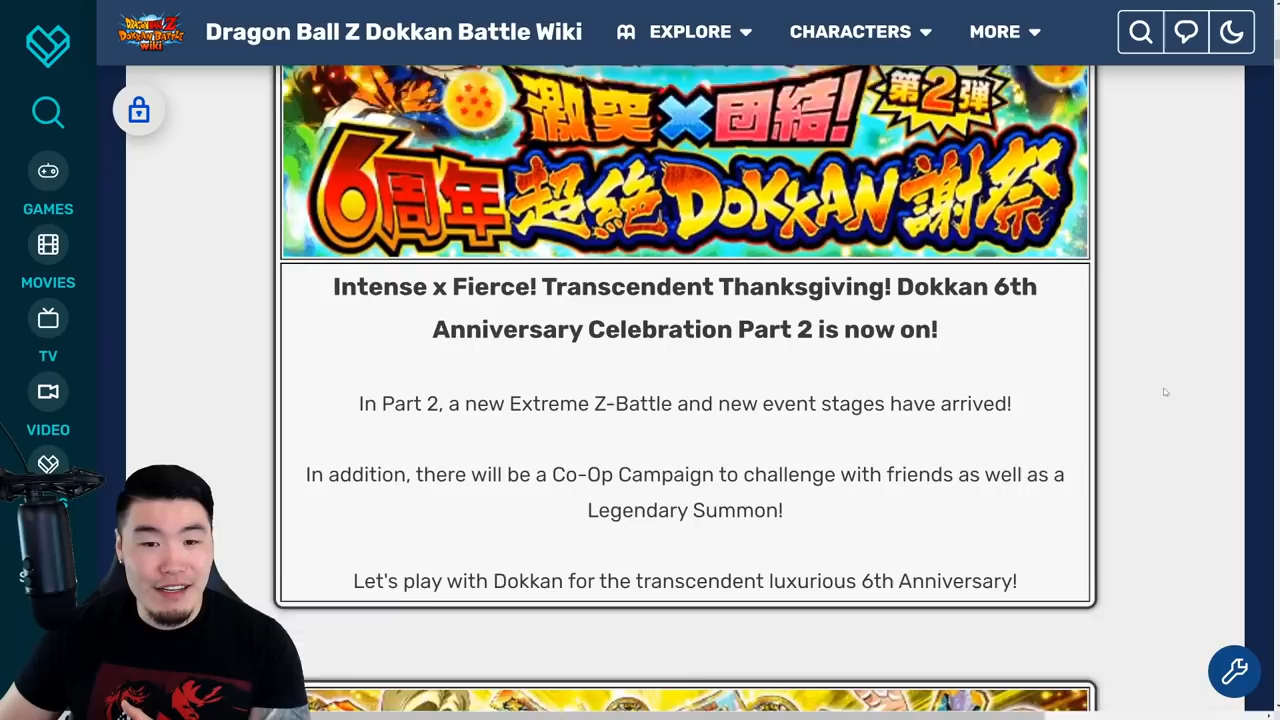 Dragon Ball Z Dokkan Battle Wiki
EXPLORE
CHARACTERS
MORE
GAMES
MOVIES
TV
VIDEO
激突×団結!
第2弾
6周年超絶DOKKAN謝祭
Intense x Fierce! Transcendent Thanksgiving! Dokkan 6th
Anniversary Celebration Part 2 is now on!
In Part 2, a new Extreme Z-Battle and new event stages have arrived!
In addition, there will be a Co-Op Campaign to challenge with friends as well as a
Legendary Summon!
Let's play with Dokkan for the transcendent luxurious 6th Anniversary!